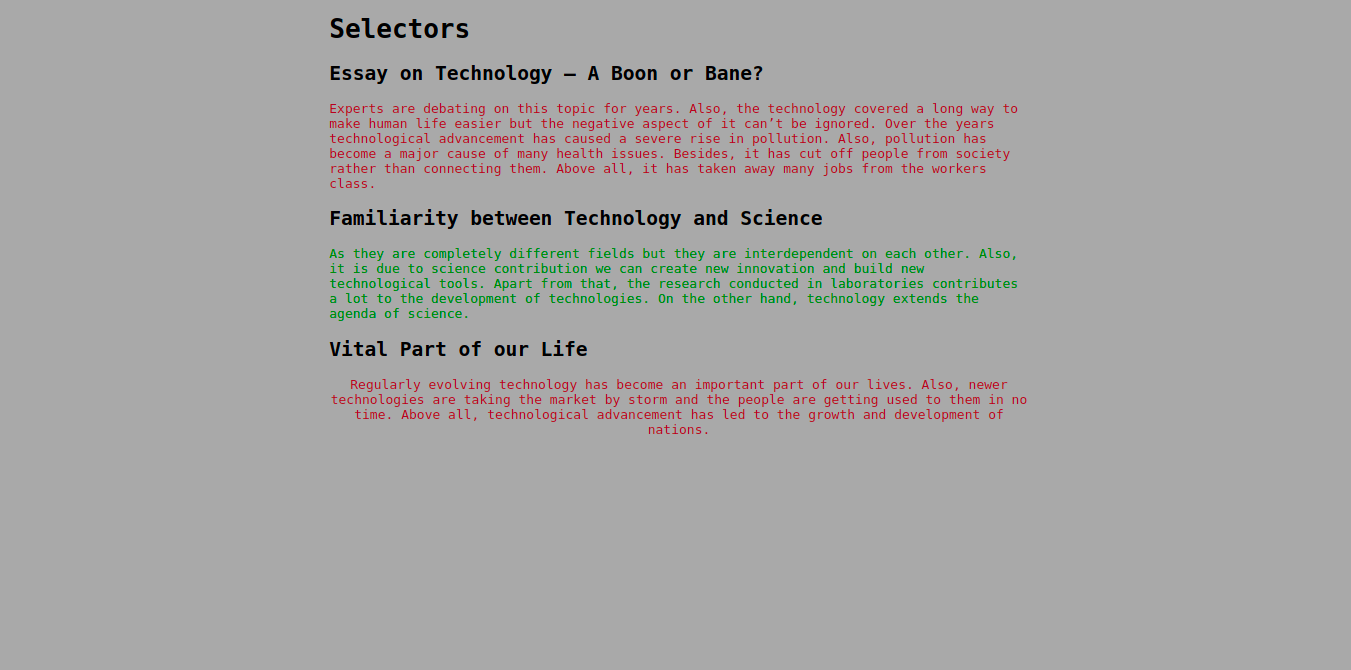 Selectors
Essay on Technology – A Boon or Bane?
Experts are debating on this topic for years. Also, the technology covered a long way to
make human life easier but the negative aspect of it can’t be ignored. Over the years
technological advancement has caused a severe rise in pollution. Also, pollution has
become a major cause of many health issues. Besides, it has cut off people from society
rather than connecting them. Above all, it has taken away many jobs from the workers
class.
Familiarity between Technology and Science
As they are completely different fields but they are interdependent on each other. Also,
it is due to science contribution we can create new innovation and build new
technological tools. Apart from that, the research conducted in laboratories contributes
a lot to the development of technologies. On the other hand, technology extends the
agenda of science.
Vital Part of our Life
Regularly evolving technology has become an important part of our lives. Also, newer
technologies are taking the market by storm and the people are getting used to them in no
time. Above all, technological advancement has led to the growth and development of
nations.